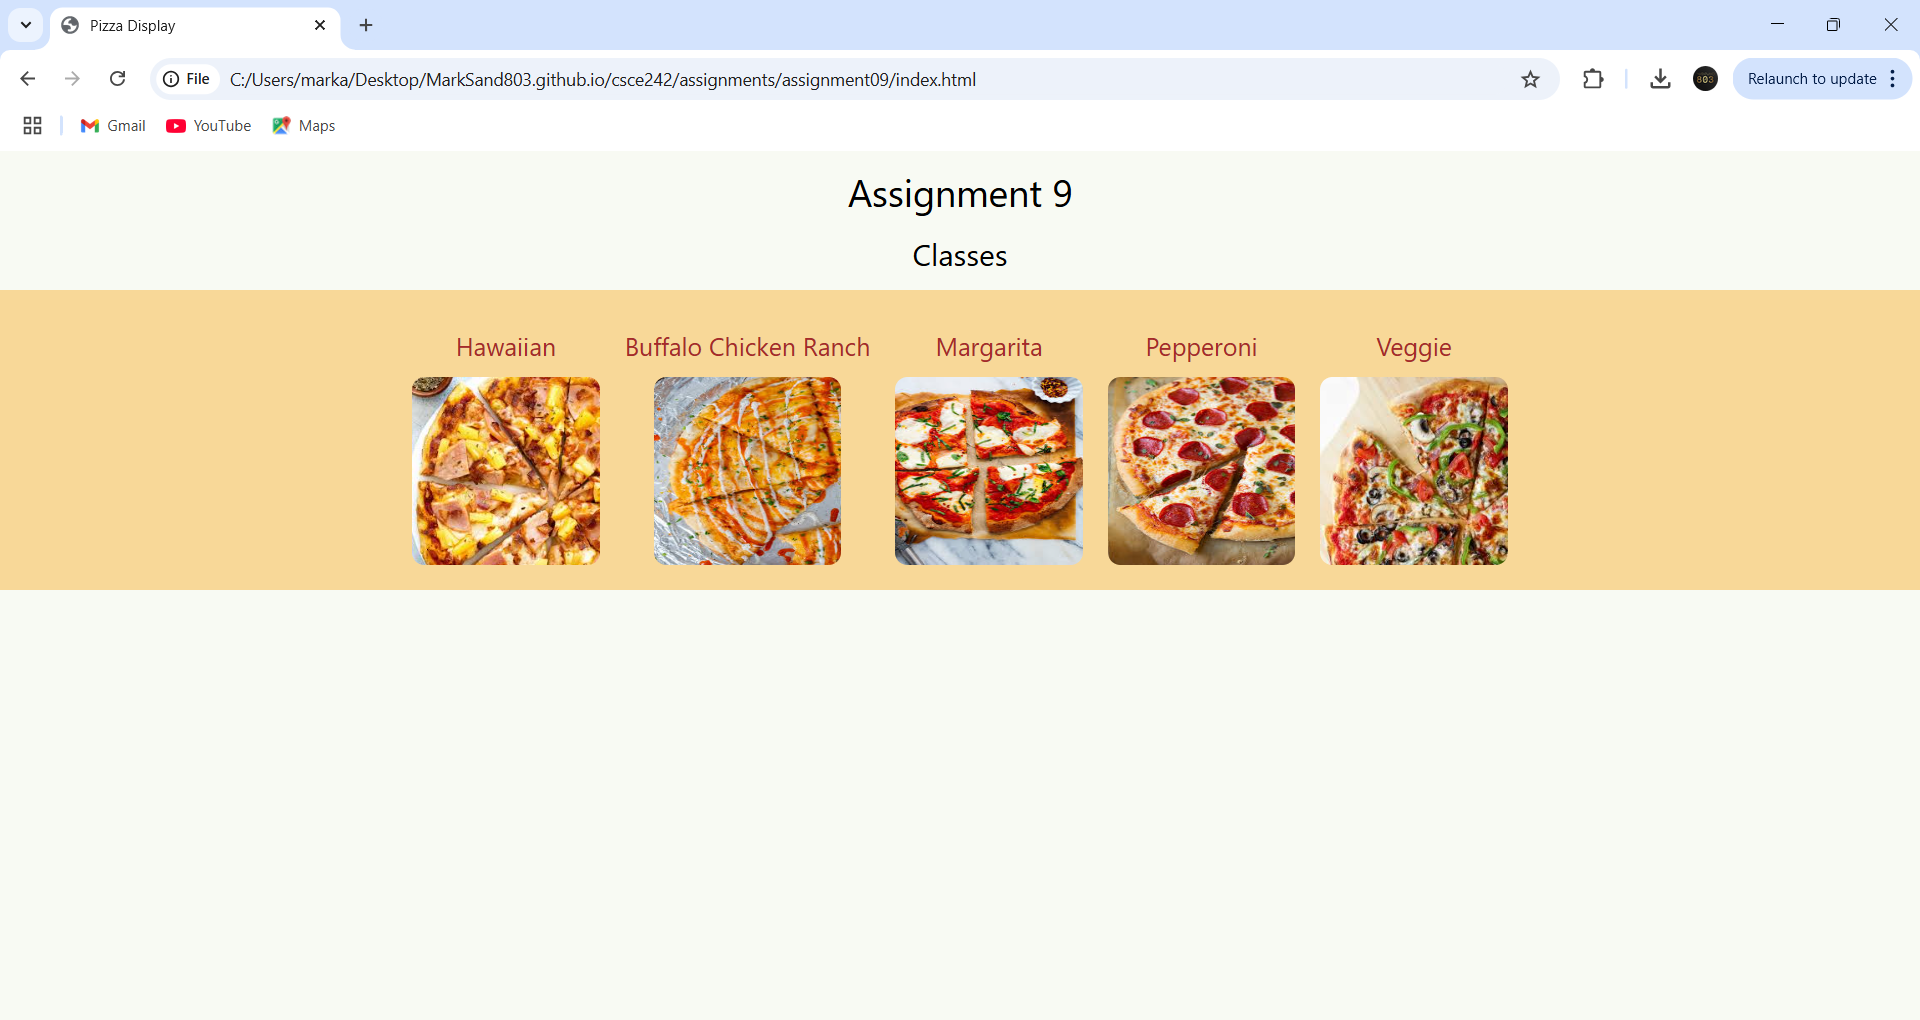 Pizza Display
File
C:/Users/marka/Desktop/MarkSand803.github.io/csce242/assignments/assignment09/index.html
803
Relaunch to update
Gmail
YouTube
Maps
Assignment 9
Classes
Hawaiian
Buffalo Chicken Ranch
Margarita
Pepperoni
Veggie